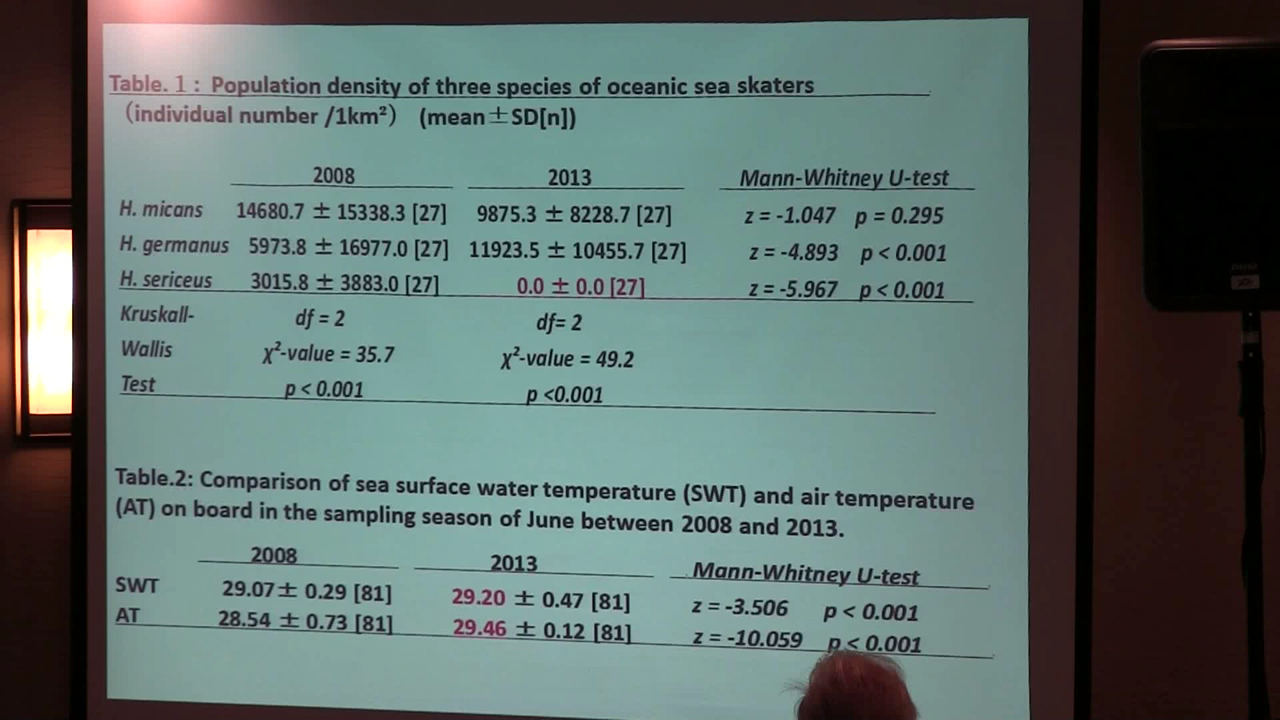 Table. 1 : Population density of three species of oceanic sea skaters
(individual number /1km²) (mean ±SD[n])
2008 2013 Mann-Whitney U-test
H. micans 14680.7 ± 15338.3 [27] 9875.3 ± 8228.7 [27] z = -1.047 p = 0.295
H. germanus 5973.8 ± 16977.0 [27] 11923.5 ± 10455.7 [27] z = -4.893 p < 0.001
H. sericeus 3015.8 ± 3883.0 [27] 0.0 ± 0.0 [27] z = -5.967 p < 0.001
Kruskall- df = 2 df= 2
Wallis χ²-value = 35.7 χ²-value = 49.2
Test p < 0.001 p <0.001
Table.2: Comparison of sea surface water temperature (SWT) and air temperature
(AT) on board in the sampling season of June between 2008 and 2013.
2008 2013 Mann-Whitney U-test
SWT 29.07± 0.29 [81] 29.20 ± 0.47 [81] z = -3.506 p < 0.001
AT 28.54 ± 0.73 [81] 29.46 ± 0.12 [81] z = -10.059 p < 0.001